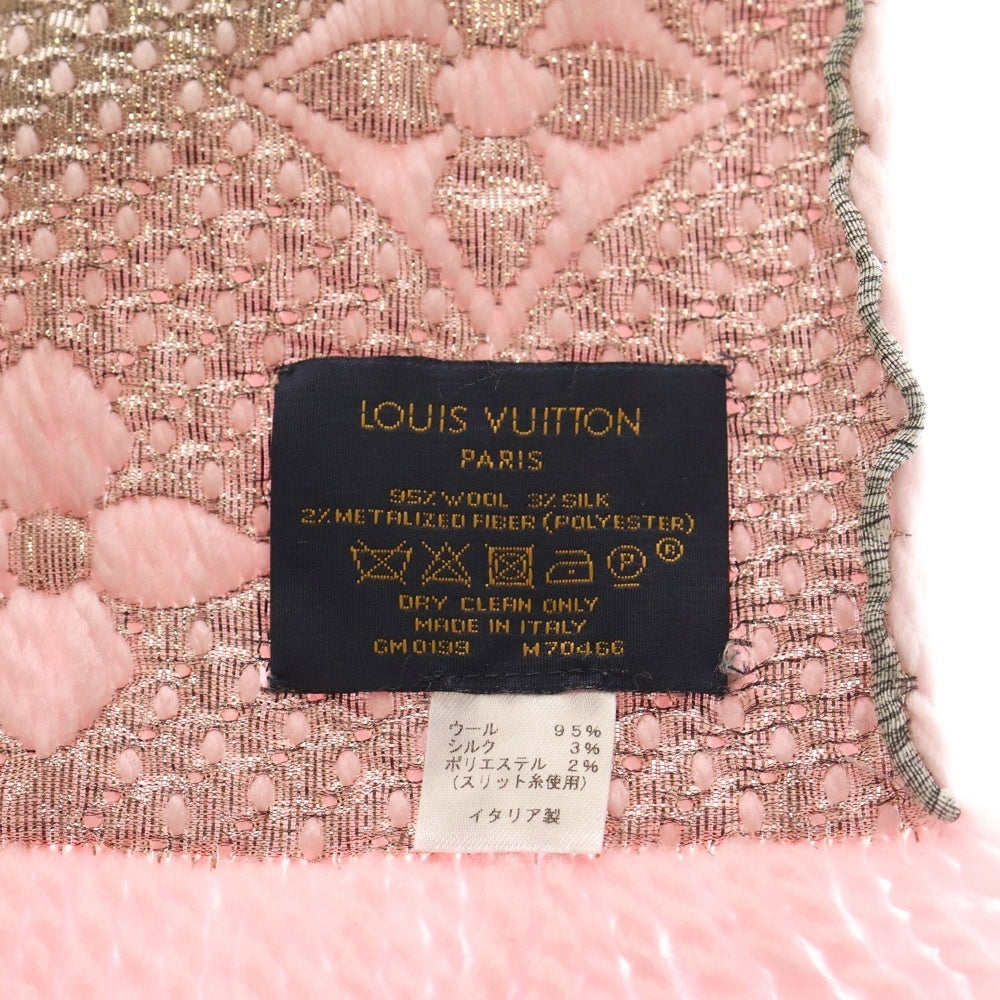 LOUIS VUITTON
PARIS
95% WOOL 3% SILK
2% METALIZED FIBER (POLYESTER)
P ®
DRY CLEAN ONLY
MADE IN ITALY
GM0199 M70466
ウール 95%
シルク 3%
ポリエステル 2%
(スリット糸使用)
イタリア製